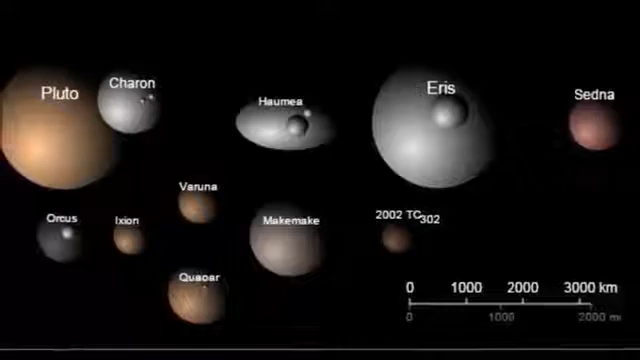 Pluto
Charon
Haumea
Eris
Sedna
Varuna
Orcus
Ixion
Makemake
2002 TC302
Quaoar
0 1000 2000 3000 km
0 1000 2000 mi